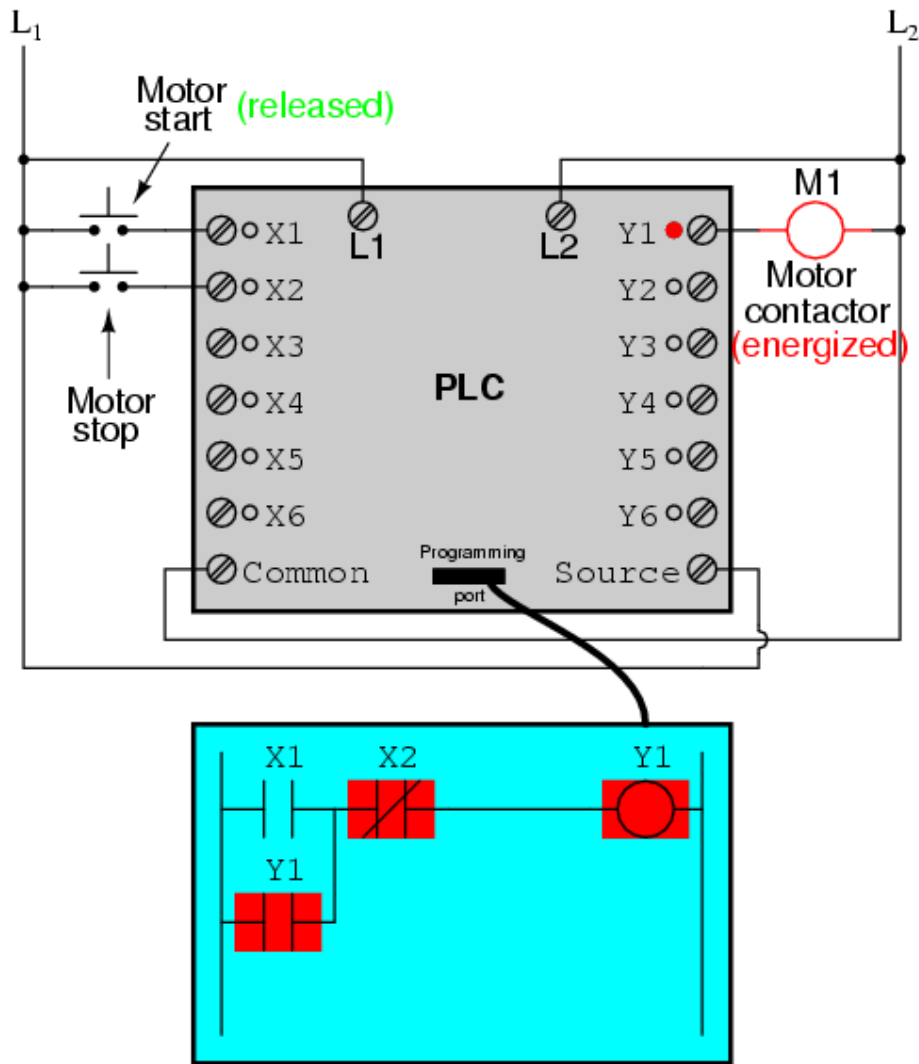 L1
L2
Motor
start
(released)
M1
X1
L1
L2
Y1
X2
Y2
Motor
contactor
(energized)
X3
Y3
Motor
stop
X4
PLC
Y4
X5
Y5
X6
Y6
Common
Programming
port
Source
X1
X2
Y1
Y1